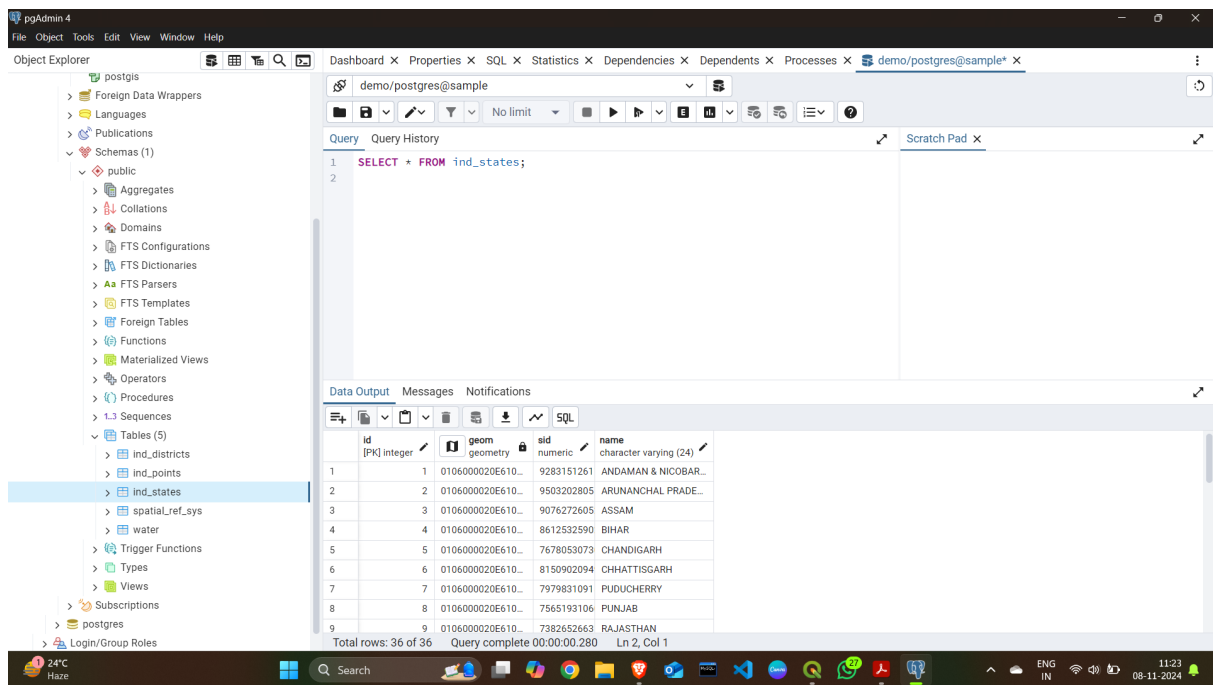 pgAdmin 4
File Object Tools Edit View Window Help
Object Explorer
Dashboard Properties SQL Statistics Dependencies Dependents Processes demo/postgres@sample*
postgis
Foreign Data Wrappers
Languages
Publications
Schemas (1)
public
Aggregates
Collations
Domains
FTS Configurations
FTS Dictionaries
Aa FTS Parsers
FTS Templates
Foreign Tables
Functions
Materialized Views
Operators
Procedures
1..3 Sequences
Tables (5)
ind_districts
ind_points
ind_states
spatial_ref_sys
water
Trigger Functions
Types
Views
Subscriptions
postgres
Login/Group Roles
demo/postgres@sample
No limit
E
Query Query History
Scratch Pad
1 SELECT * FROM ind_states;
2
Data Output Messages Notifications
SQL
id geom sid name
[PK] integer geometry numeric character varying (24)
1 1 0106000020E610... 9283151261 ANDAMAN & NICOBAR...
2 2 0106000020E610... 9503202805 ARUNANCHAL PRADE...
3 3 0106000020E610... 9076272605 ASSAM
4 4 0106000020E610... 8612532590 BIHAR
5 5 0106000020E610... 7678053073 CHANDIGARH
6 6 0106000020E610... 8150902094 CHHATTISGARH
7 7 0106000020E610... 7979831091 PUDUCHERRY
8 8 0106000020E610... 7565193106 PUNJAB
9 9 0106000020E610... 7382652663 RAJASTHAN
Total rows: 36 of 36 Query complete 00:00:00.280 Ln 2, Col 1
1
24°C
Haze
Search
27
ENG
IN
11:23
08-11-2024